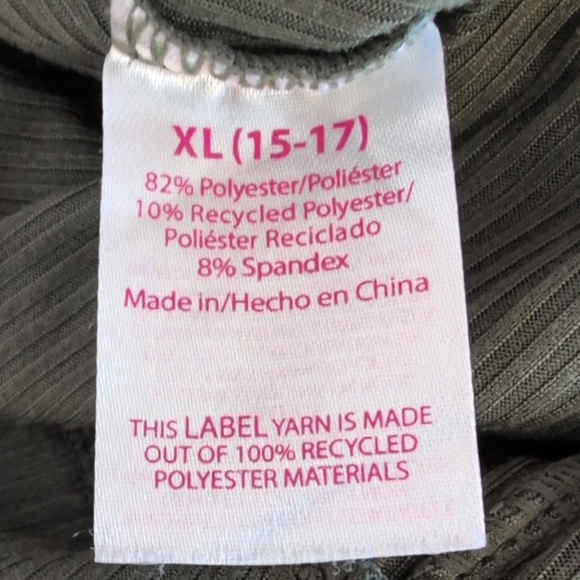 XL (15-17)
82% Polyester/Poliéster
10% Recycled Polyester/
Poliéster Reciclado
8% Spandex
Made in/Hecho en China
THIS LABEL YARN IS MADE
OUT OF 100% RECYCLED
POLYESTER MATERIALS